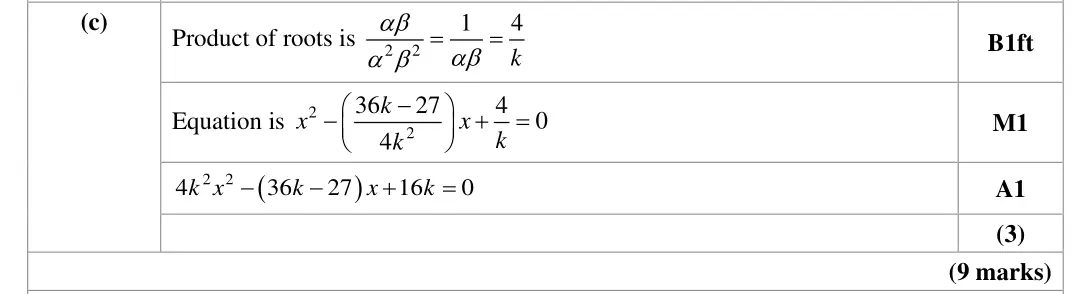 (c)
Product of roots is αβ/α²β² = 1/αβ = 4/k
B1ft
Equation is x² − ((36k − 27)/4k²)x + 4/k = 0
M1
4k²x² − (36k − 27)x + 16k = 0
A1
(3)
(9 marks)